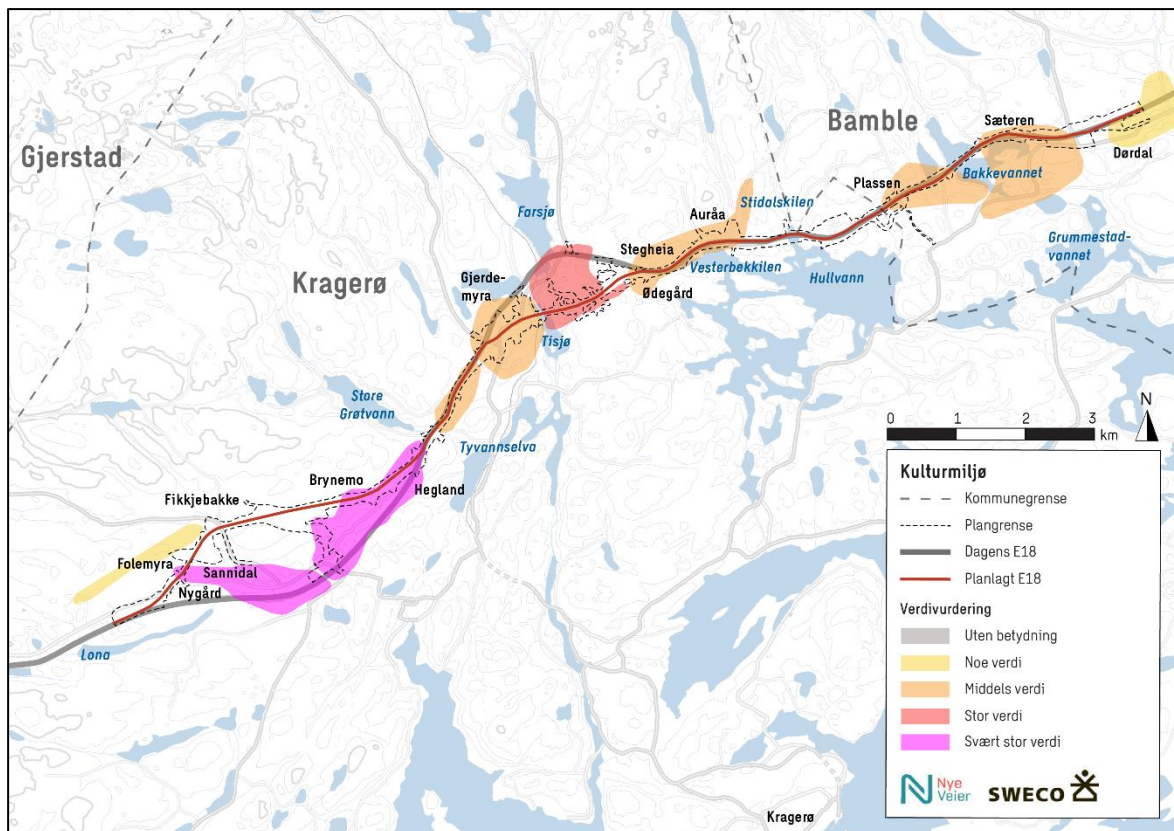 Gjerstad
Kragerø
Bamble
Sæteren
Dørdal
Bakkevannet
Plassen
Stidalskilen
Auråa
Farsjø
Stegheia
Vesterbekkilen
Grummestad-
vannet
Hullvann
Gjerde-
myra
Ødegård
Tisjø
Store
Grøtvann
Tyvannselva
Brynemo
Hegland
Fikkjebakke
Folemyra
Sannidal
Nygård
Lona
Kragerø
N
0 1 2 3
km
Kulturmiljø
Kommunegrense
Plangrense
Dagens E18
Planlagt E18
Verdivurdering
Uten betydning
Noe verdi
Middels verdi
Stor verdi
Svært stor verdi
Nye
Veier
SWECO